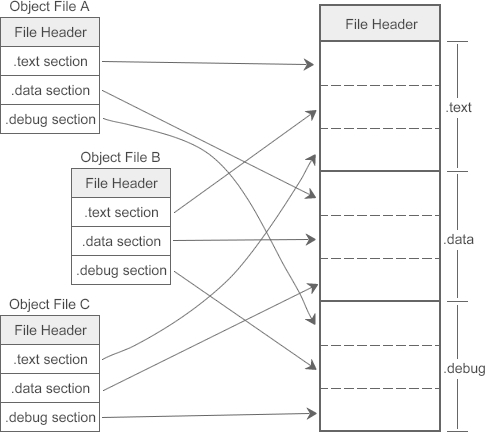 Object File A
File Header
.text section
.data section
.debug section
Object File B
File Header
.text section
.data section
.debug section
Object File C
File Header
.text section
.data section
.debug section
File Header
.text
.data
.debug